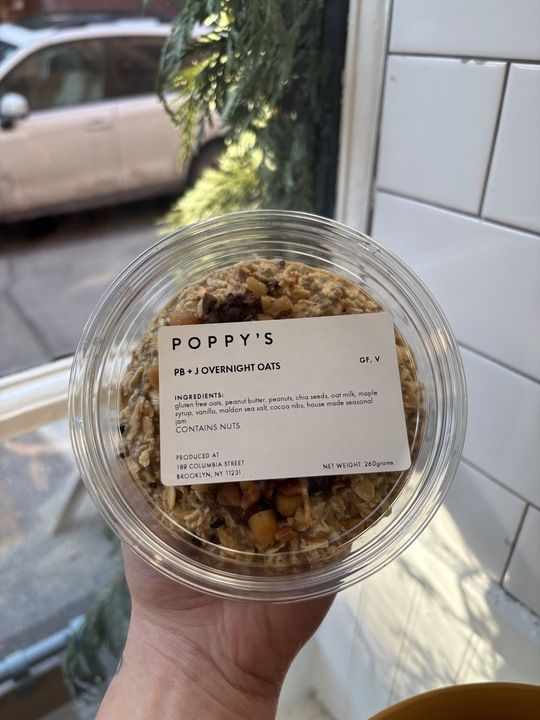 POPPY'S
PB + J OVERNIGHT OATS
GF, V
INGREDIENTS:
gluten free oats, peanut butter, peanuts, chia seeds, oat milk, maple
syrup, vanilla, maldon sea salt, cocoa nibs, house made seasonal
jam
CONTAINS NUTS
PRODUCED AT
189 COLUMBIA STREET
BROOKLYN, NY 11231
NET WEIGHT: 260grams